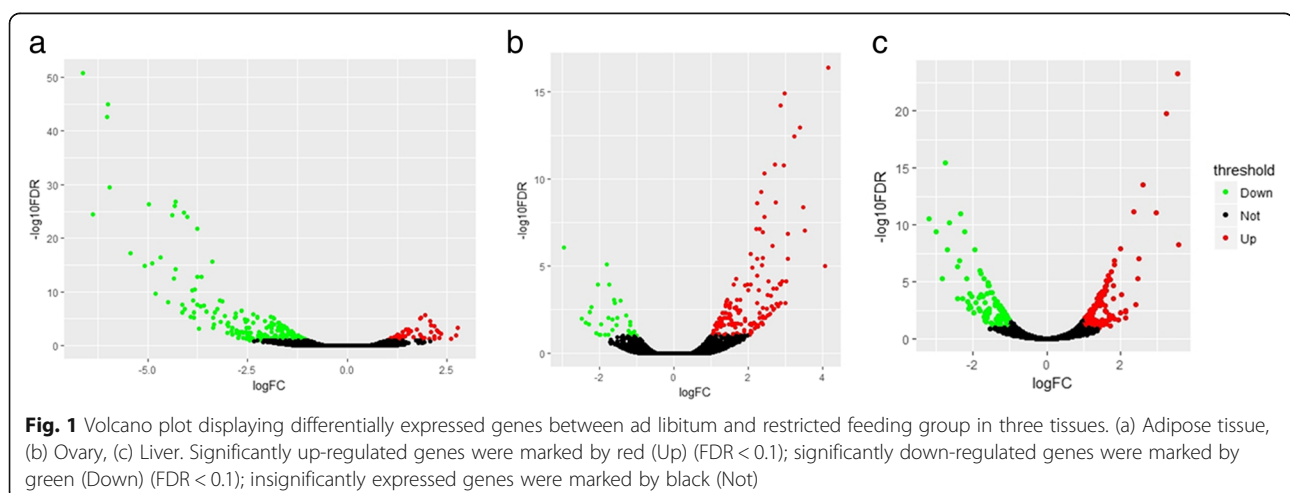 a
b
c
50
40
30
20
10
0
-log10FDR
-5.0
-2.5
0.0
2.5
logFC
15
10
5
0
-log10FDR
-2
0
2
4
logFC
20
15
10
5
0
-log10FDR
-2
0
2
logFC
threshold
Down
Not
Up
Fig. 1 Volcano plot displaying differentially expressed genes between ad libitum and restricted feeding group in three tissues. (a) Adipose tissue,
(b) Ovary, (c) Liver. Significantly up-regulated genes were marked by red (Up) (FDR < 0.1); significantly down-regulated genes were marked by
green (Down) (FDR < 0.1); insignificantly expressed genes were marked by black (Not)